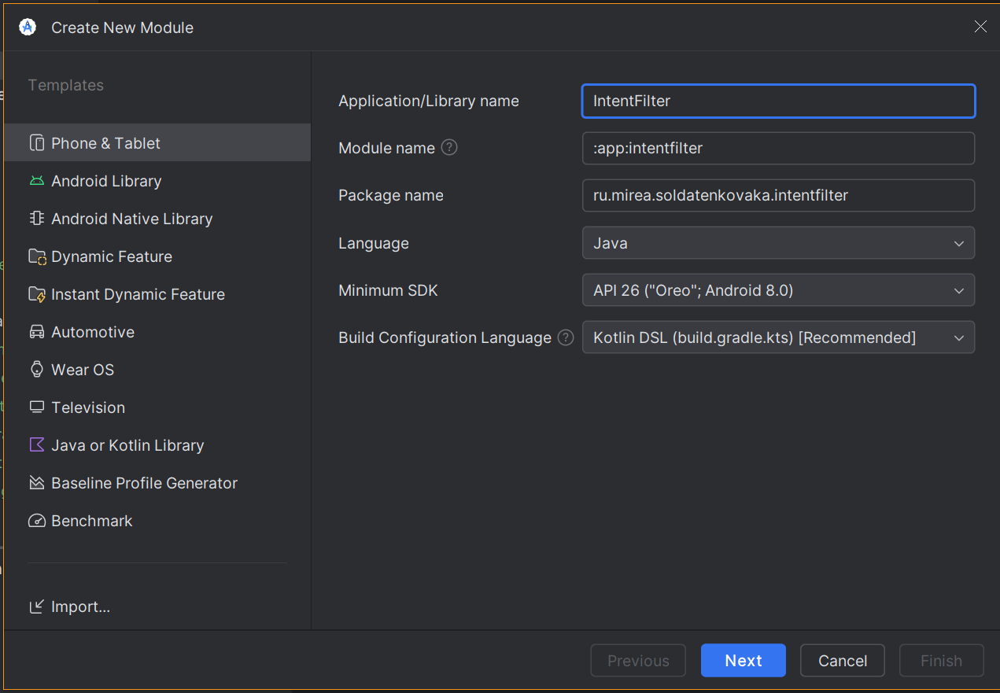 Create New Module
Templates
Phone & Tablet
Android Library
Android Native Library
Dynamic Feature
Instant Dynamic Feature
Automotive
Wear OS
Television
Java or Kotlin Library
Baseline Profile Generator
Benchmark
Import...
Application/Library name IntentFilter
Module name ? :app:intentfilter
Package name ru.mirea.soldatenkovaka.intentfilter
Language Java
Minimum SDK API 26 ("Oreo"; Android 8.0)
Build Configuration Language ? Kotlin DSL (build.gradle.kts) [Recommended]
Previous Next Cancel Finish